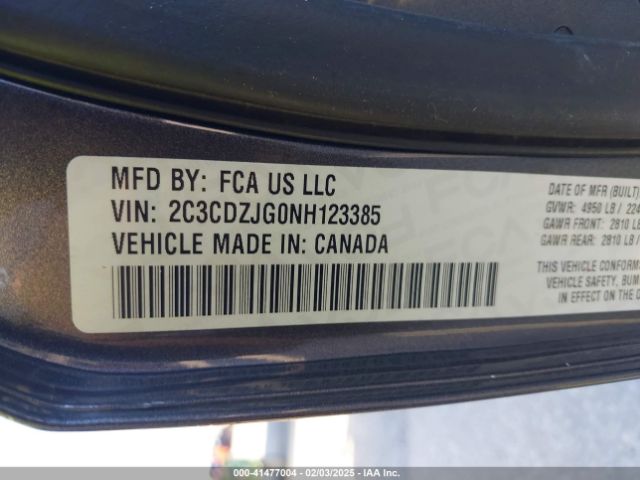 MFD BY: FCA US LLC
VIN: 2C3CDZJG0NH123385
VEHICLE MADE IN: CANADA
DATE OF MFR (BUILT)
GVWR: 4950 LB / 224
GAWR FRONT: 2810 LB
GAWR REAR: 2810 LB /
THIS VEHICLE CONFORM
VEHICLE SAFETY, BUM
IN EFFECT ON THE
000-41477004 - 02/03/2025 - IAA Inc.